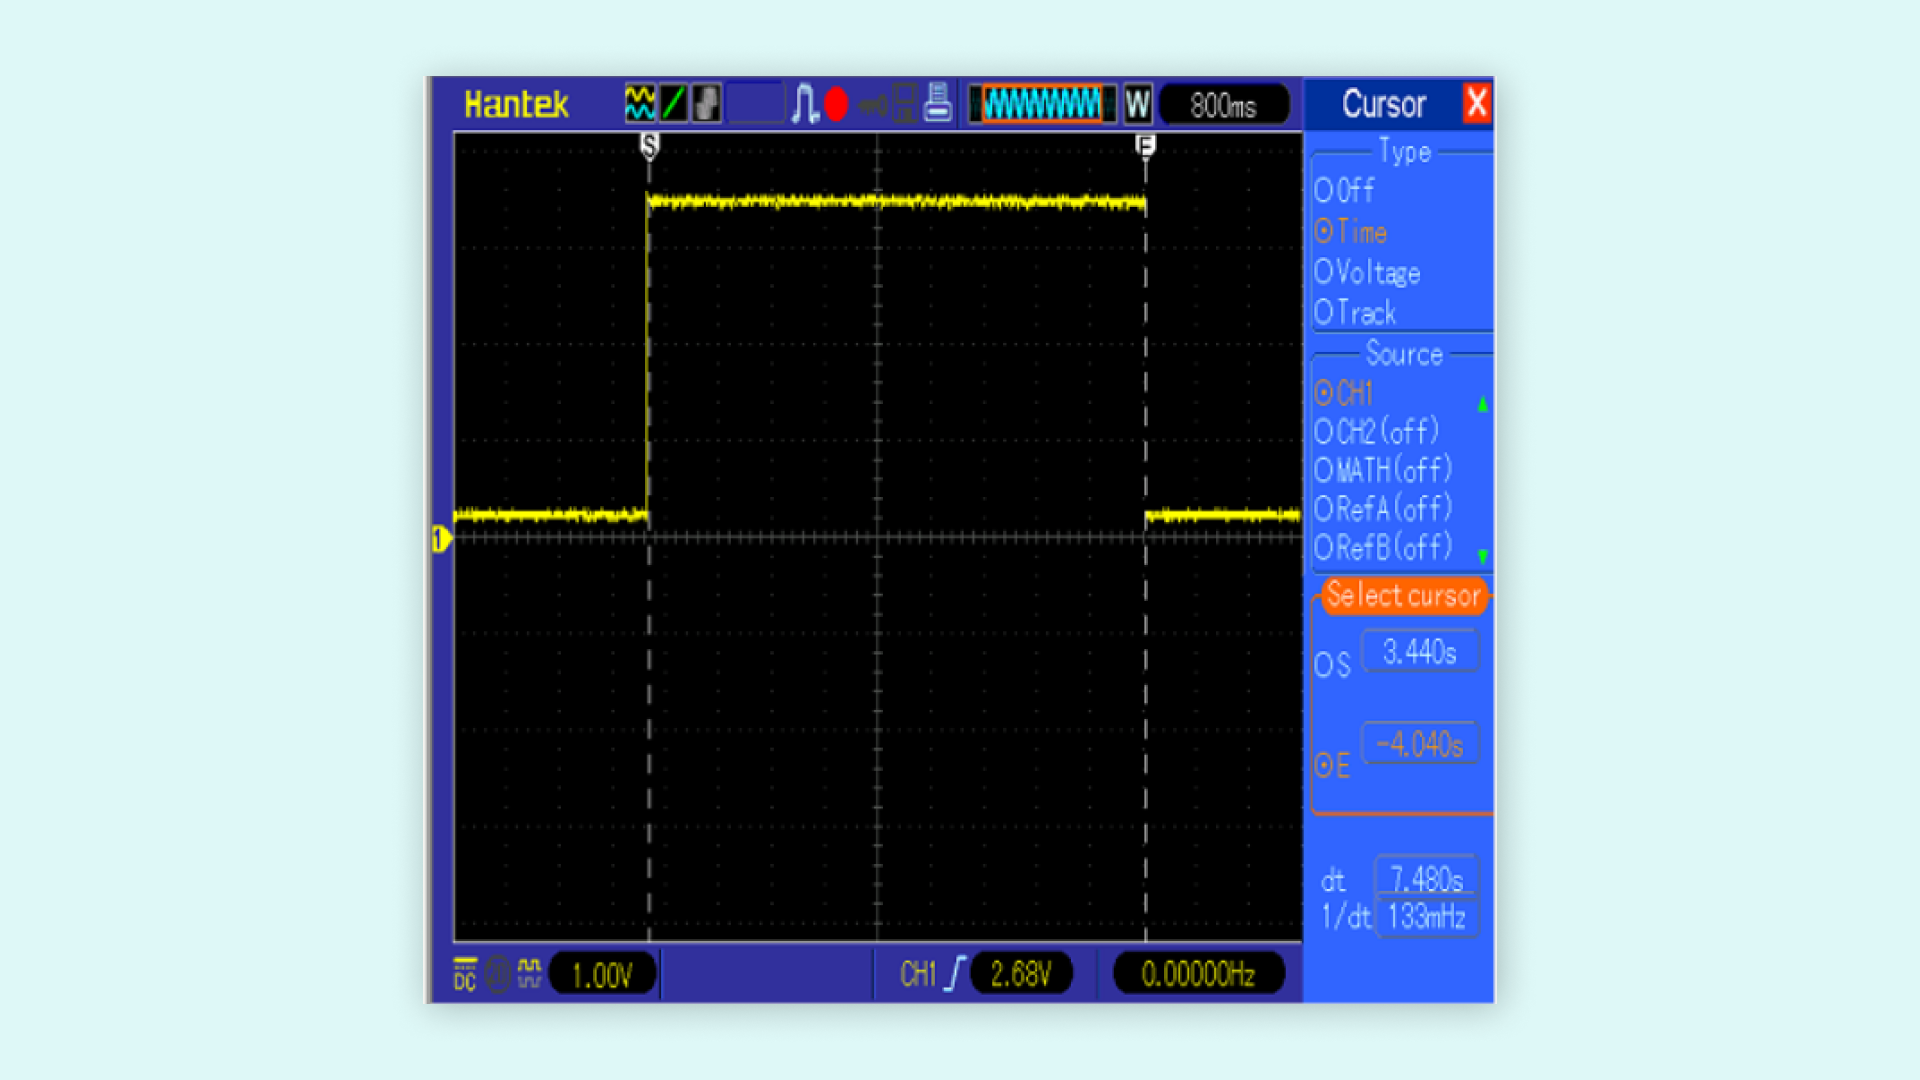 Hantek
W
800ms
Cursor
X
S
E
Type
Off
Time
Voltage
Track
Source
CH1
CH2(off)
MATH(off)
RefA(off)
RefB(off)
1
Select cursor
S 3.440s
E -4.040s
dt 7.480s
1/dt 133mHz
DC 20 1.00V
CH1 2.68V
0.00000Hz